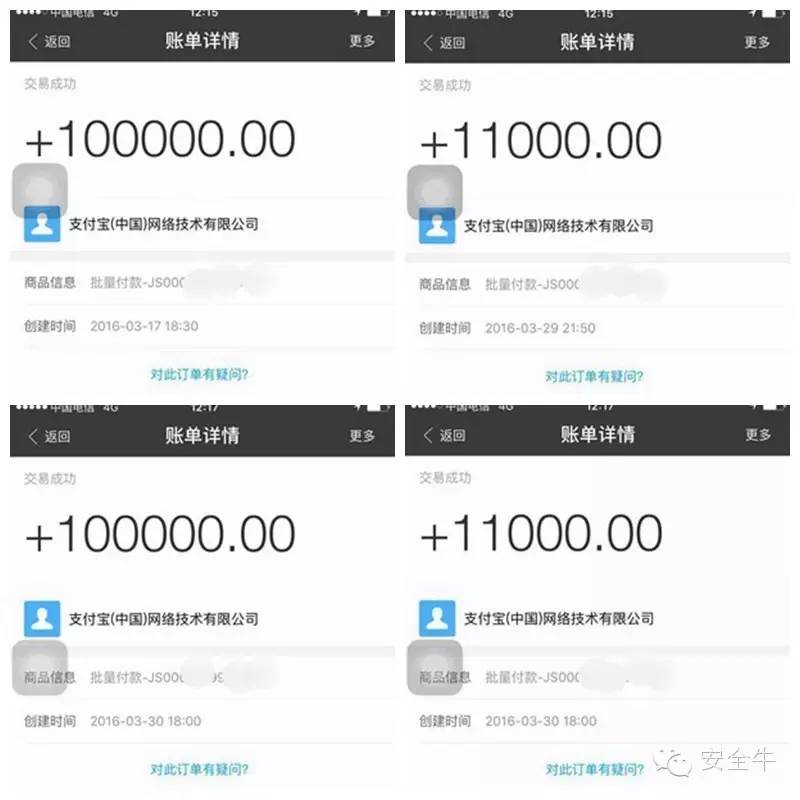 中国电信 4G 12:15
返回 账单详情 更多
交易成功
+100000.00
支付宝(中国)网络技术有限公司
商品信息 批量付款-JS000
创建时间 2016-03-17 18:30
对此订单有疑问?
中国电信 4G 12:15
返回 账单详情 更多
交易成功
+11000.00
支付宝(中国)网络技术有限公司
商品信息 批量付款-JS000
创建时间 2016-03-29 21:50
对此订单有疑问?
中国电信 4G 12:17
返回 账单详情 更多
交易成功
+100000.00
支付宝(中国)网络技术有限公司
商品信息 批量付款-JS000
创建时间 2016-03-30 18:00
对此订单有疑问?
中国电信 4G 12:17
返回 账单详情 更多
交易成功
+11000.00
支付宝(中国)网络技术有限公司
商品信息 批量付款-JS000
创建时间 2016-03-30 18:00
对此订单有疑问?
安全牛